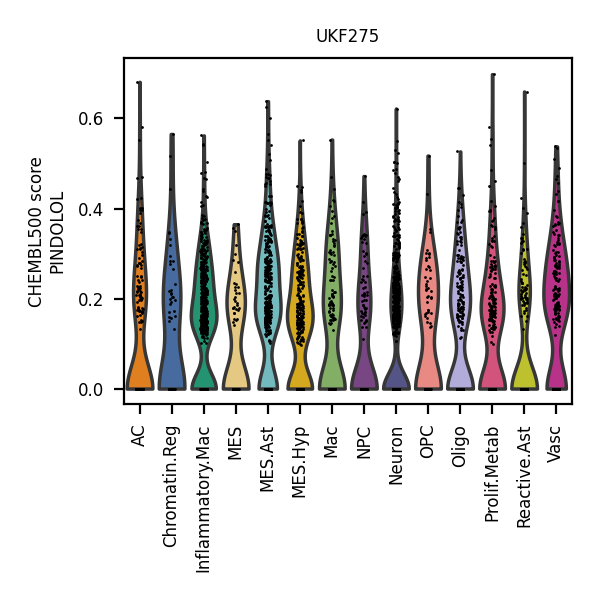 UKF275
CHEMBL500 score
PINDOLOL
0.6
0.4
0.2
0.0
AC
Chromatin.Reg
Inflammatory.Mac
MES
MES.Ast
MES.Hyp
Mac
NPC
Neuron
OPC
Oligo
Prolif.Metab
Reactive.Ast
Vasc